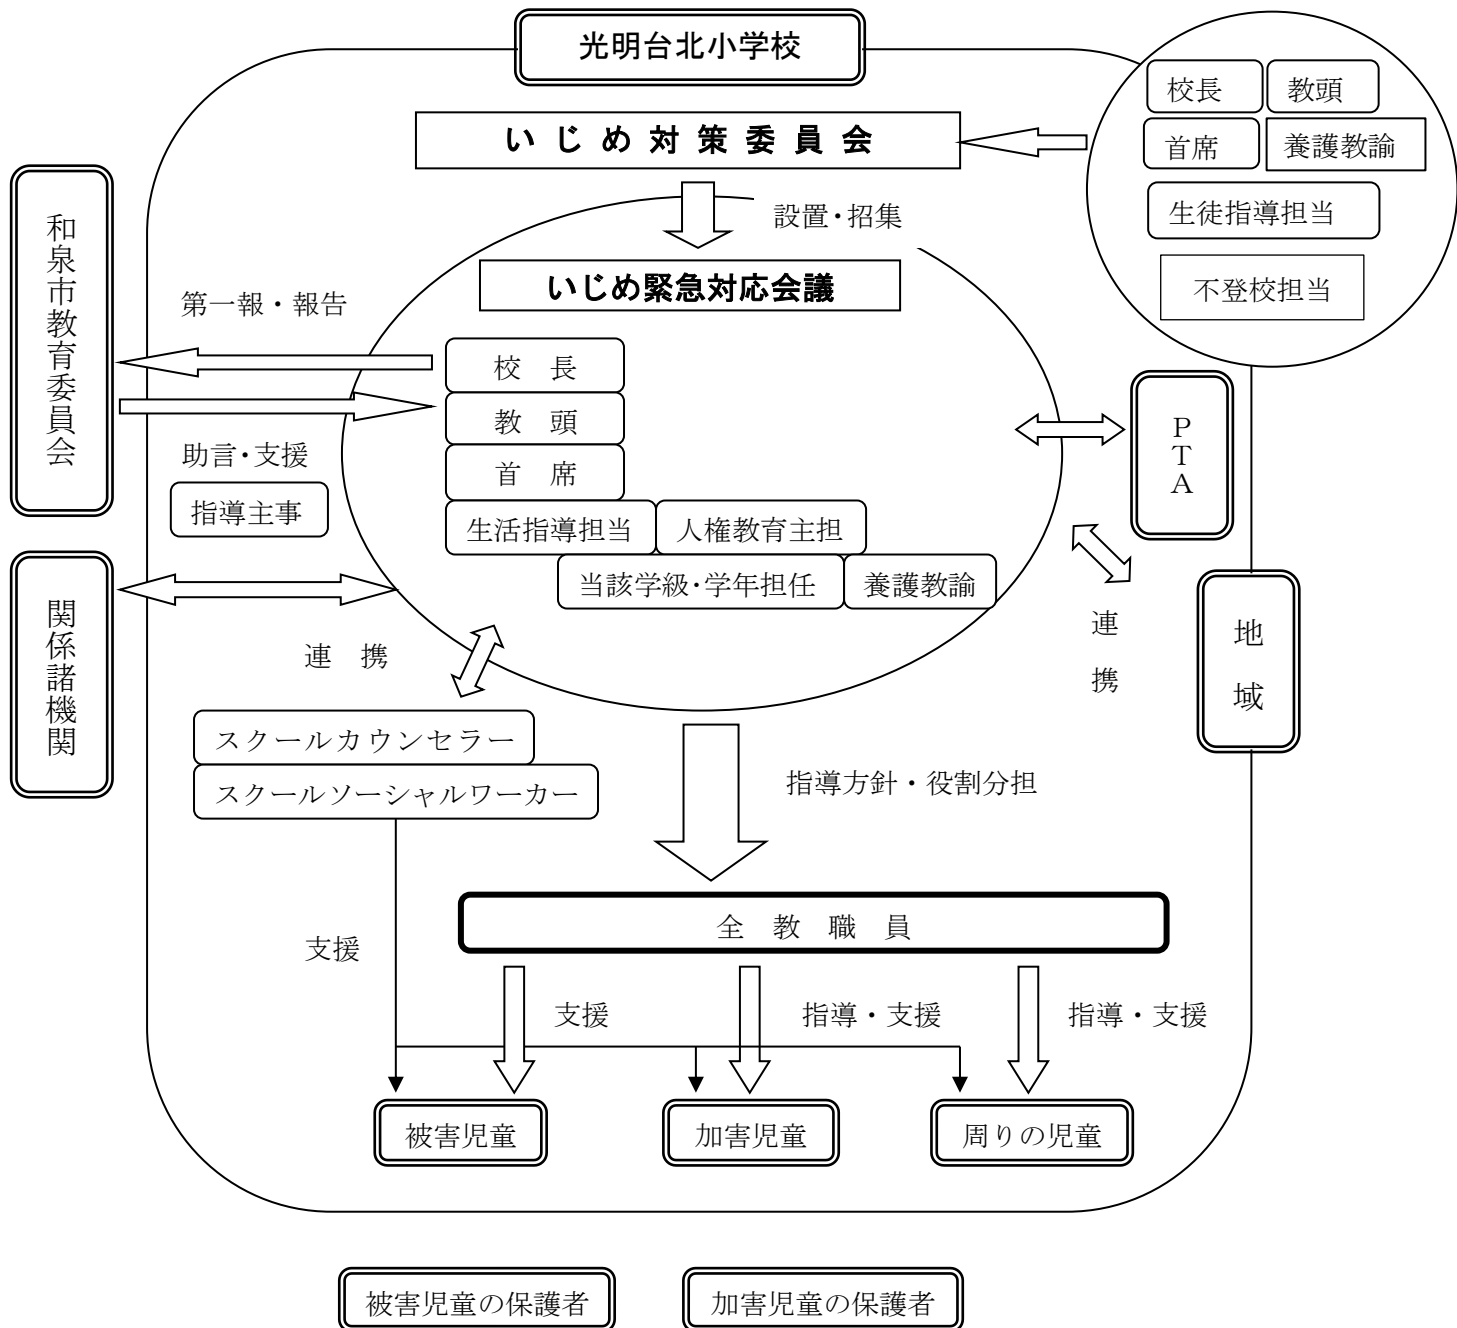 光明台北小学校
いじめ対策委員会
校長
教頭
首席
養護教諭
生徒指導担当
不登校担当
設置・招集
いじめ緊急対応会議
和泉市教育委員会
第一報・報告
助言・支援
指導主事
校　長
教　頭
首　席
生活指導担当
人権教育主担
当該学級・学年担任
養護教諭
PTA
関係諸機関
連　携
連携
地域
スクールカウンセラー
スクールソーシャルワーカー
指導方針・役割分担
全　教　職　員
支援
支援
指導・支援
指導・支援
被害児童
加害児童
周りの児童
被害児童の保護者
加害児童の保護者